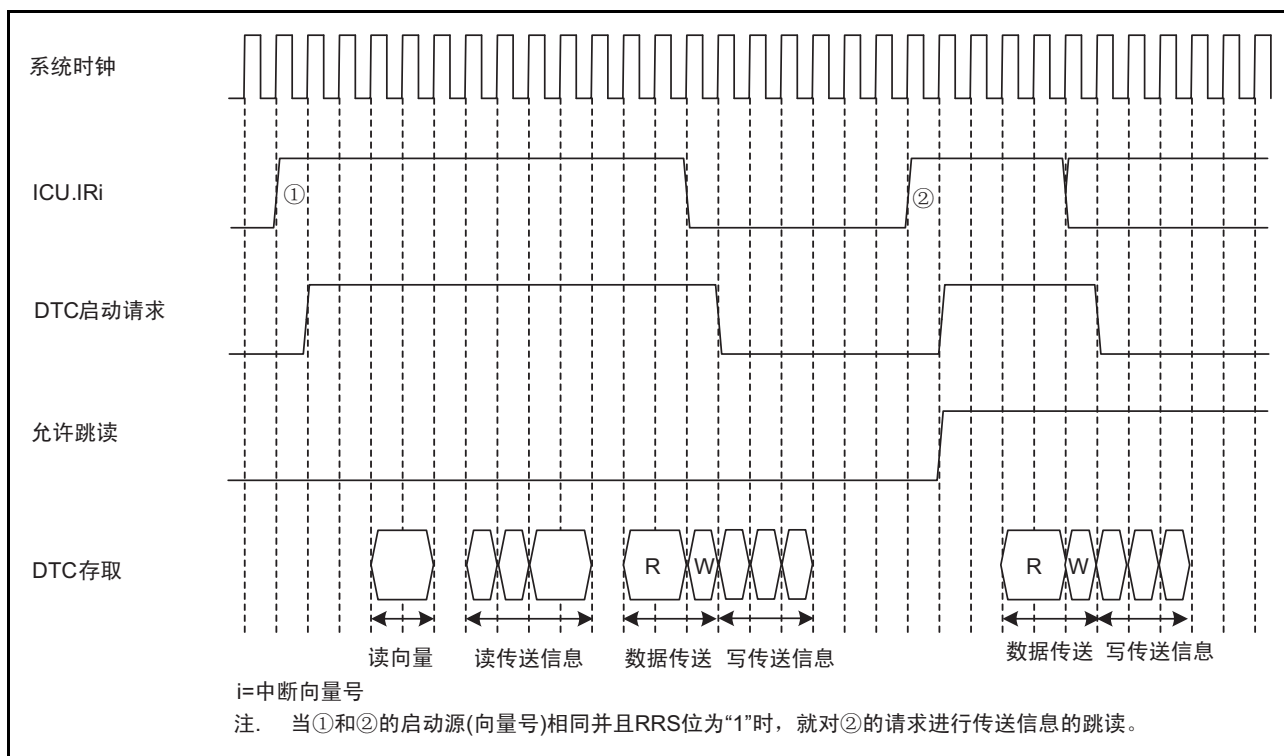 系统时钟
ICU.IRi
①
②
DTC启动请求
允许跳读
DTC存取
R
W
R
W
读向量
读传送信息
数据传送
写传送信息
数据传送
写传送信息
i=中断向量号
注. 当①和②的启动源(向量号)相同并且RRS位为“1”时，就对②的请求进行传送信息的跳读。